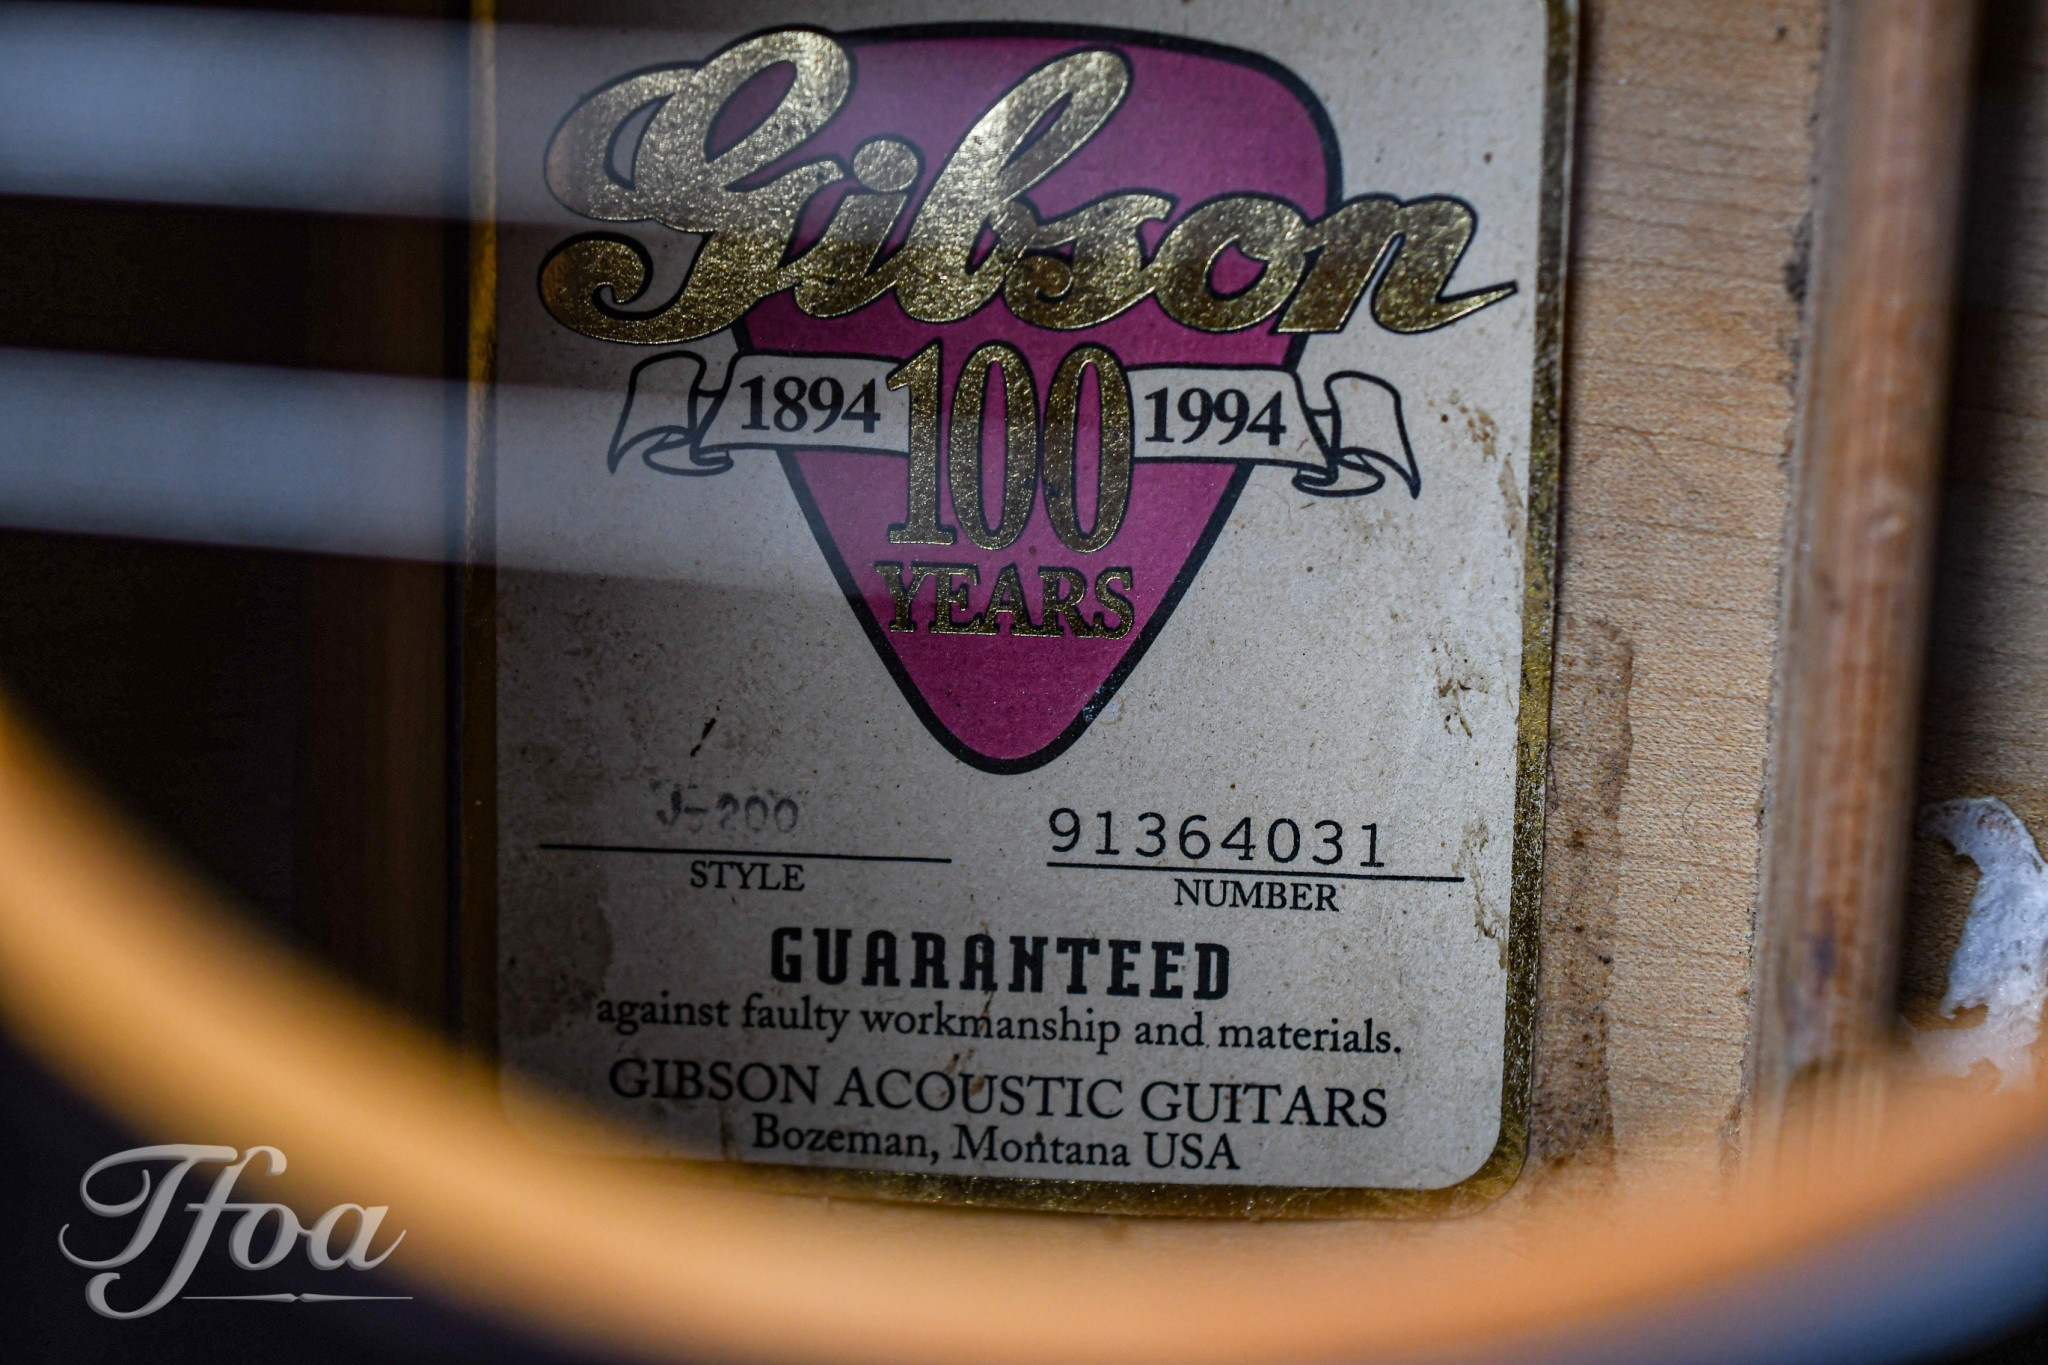 Gibson
1894 100 1994
YEARS
J-200 91364031
STYLE NUMBER
GUARANTEED
against faulty workmanship and materials.
GIBSON ACOUSTIC GUITARS
Bozeman, Montana USA
Tfoa